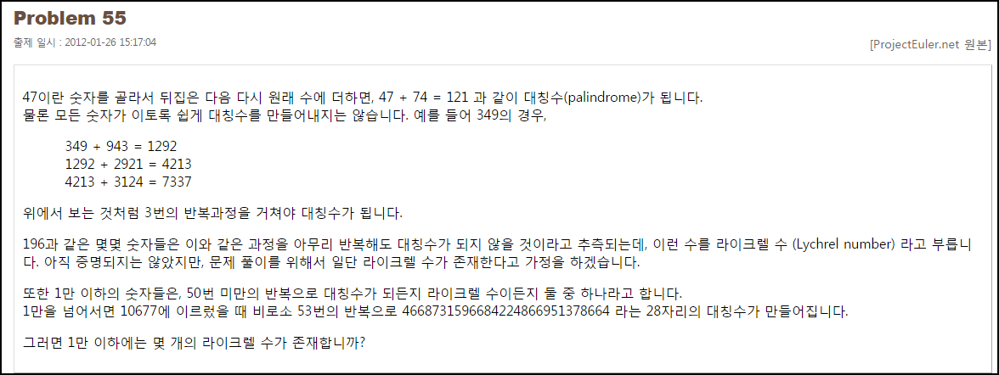 Problem 55
출제 일시 : 2012-01-26 15:17:04
[ProjectEuler.net 원본]
47이란 숫자를 골라서 뒤집은 다음 다시 원래 수에 더하면, 47 + 74 = 121 과 같이 대칭수(palindrome)가 됩니다.
물론 모든 숫자가 이토록 쉽게 대칭수를 만들어내지는 않습니다. 예를 들어 349의 경우,
349 + 943 = 1292
1292 + 2921 = 4213
4213 + 3124 = 7337
위에서 보는 것처럼 3번의 반복과정을 거쳐야 대칭수가 됩니다.
196과 같은 몇몇 숫자들은 이와 같은 과정을 아무리 반복해도 대칭수가 되지 않을 것이라고 추측되는데, 이런 수를 라이크렐 수 (Lychrel number) 라고 부릅니
다. 아직 증명되지는 않았지만, 문제 풀이를 위해서 일단 라이크렐 수가 존재한다고 가정을 하겠습니다.
또한 1만 이하의 숫자들은, 50번 미만의 반복으로 대칭수가 되든지 라이크렐 수이든지 둘 중 하나라고 합니다.
1만을 넘어서면 10677에 이르렀을 때 비로소 53번의 반복으로 4668731596684224866951378664 라는 28자리의 대칭수가 만들어집니다.
그러면 1만 이하에는 몇 개의 라이크렐 수가 존재합니까?